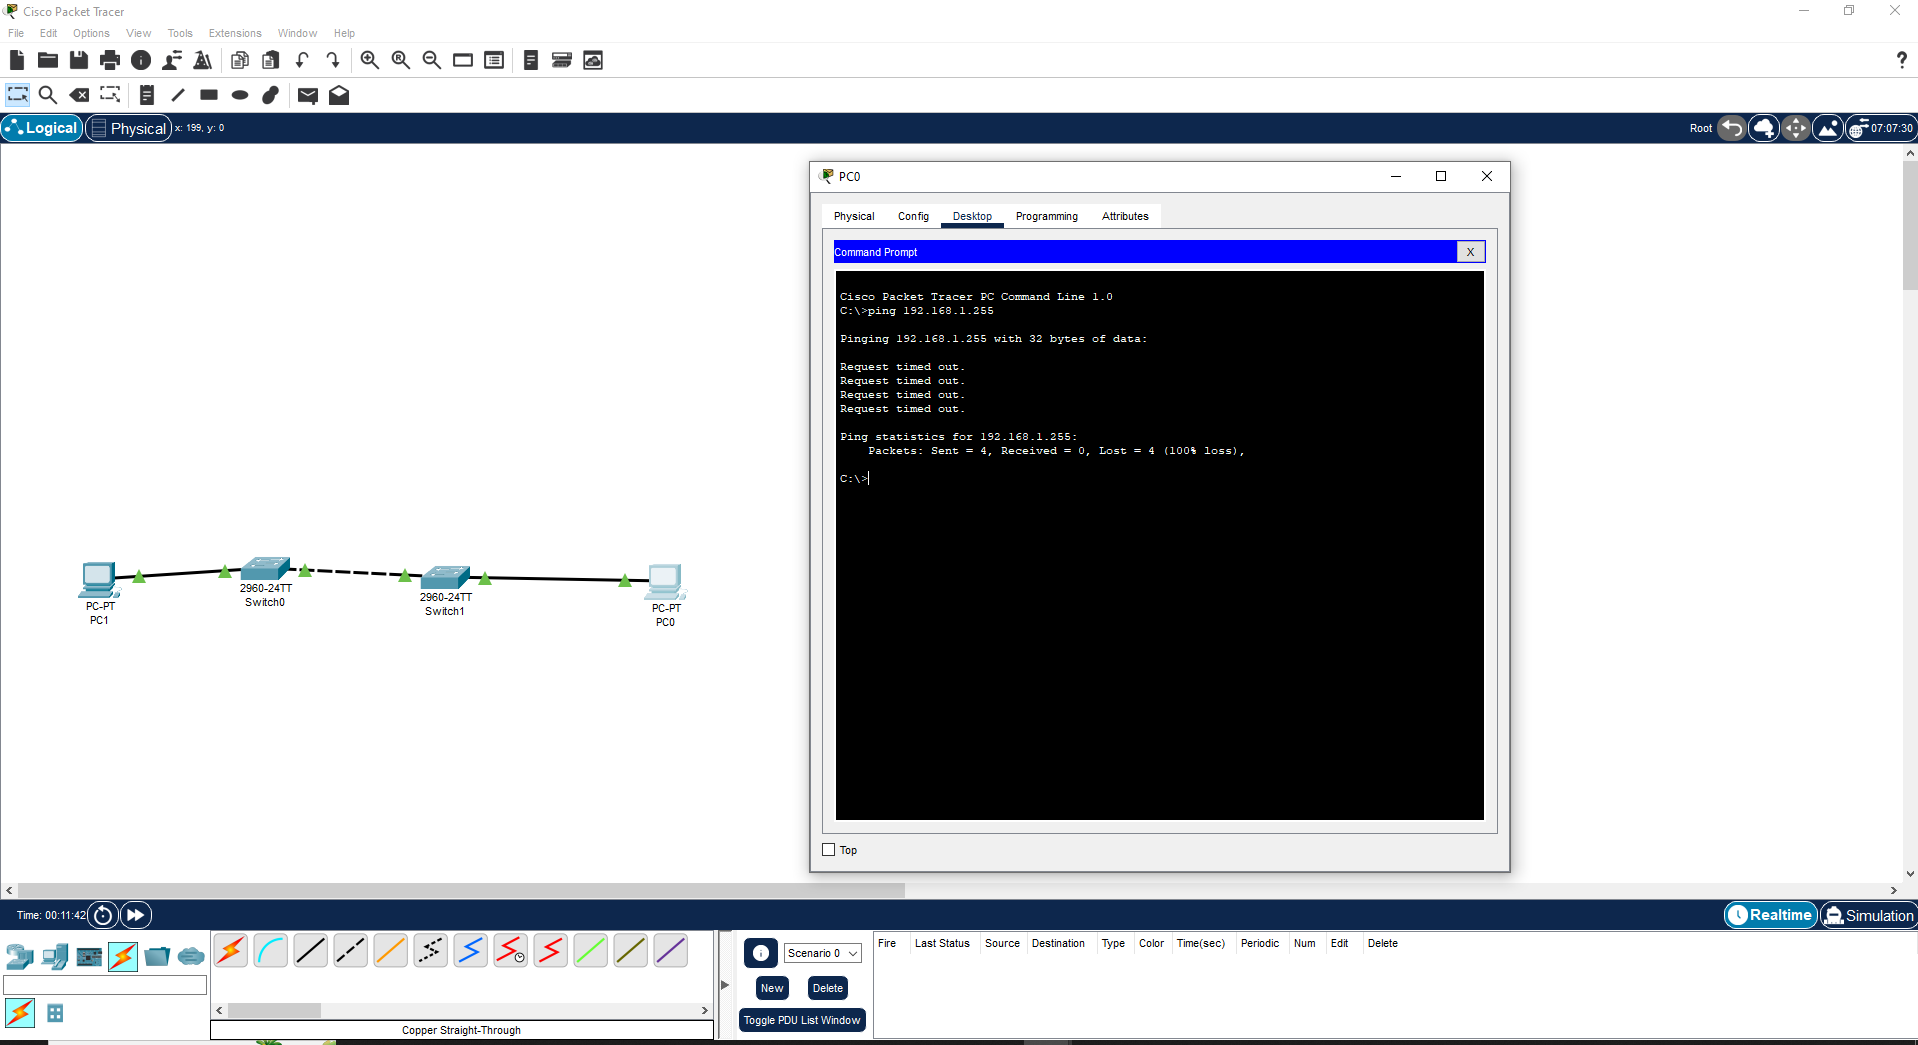 Cisco Packet Tracer
File Edit Options View Tools Extensions Window Help
?
Logical Physical x: 199, y: 0 Root 07:07:30
PC0
Physical Config Desktop Programming Attributes
Command Prompt X
Cisco Packet Tracer PC Command Line 1.0
C:\>ping 192.168.1.255
Pinging 192.168.1.255 with 32 bytes of data:
Request timed out.
Request timed out.
Request timed out.
Request timed out.
Ping statistics for 192.168.1.255:
Packets: Sent = 4, Received = 0, Lost = 4 (100% loss),
C:\>
Top
PC-PT
PC1
2960-24TT
Switch0
2960-24TT
Switch1
PC-PT
PC0
Time: 00:11:42 Realtime Simulation
Copper Straight-Through
Scenario 0
New Delete
Toggle PDU List Window
Fire Last Status Source Destination Type Color Time(sec) Periodic Num Edit Delete